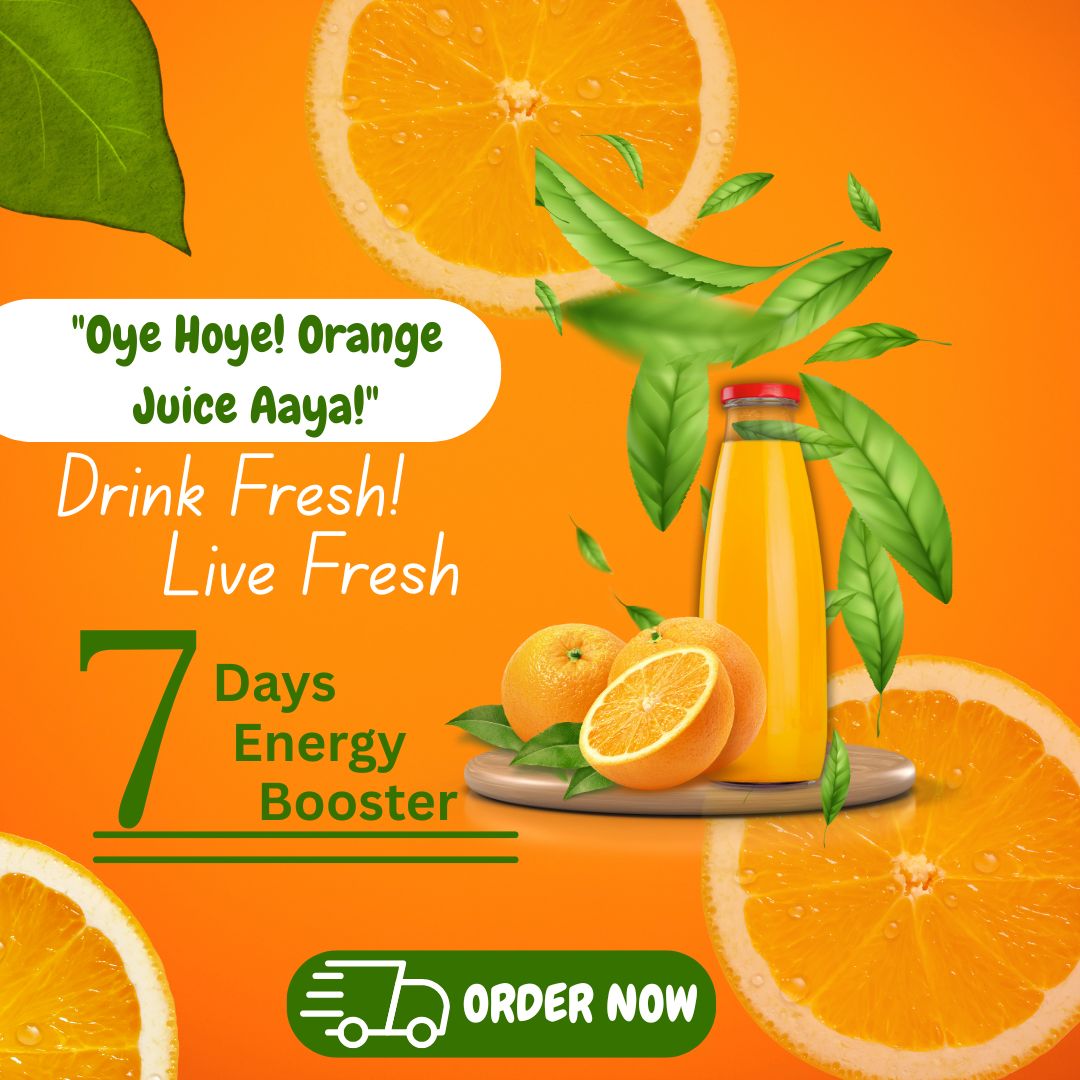 "Oye Hoye! Orange
Juice Aaya!"
Drink Fresh!
Live Fresh
7
Days
Energy
Booster
ORDER NOW